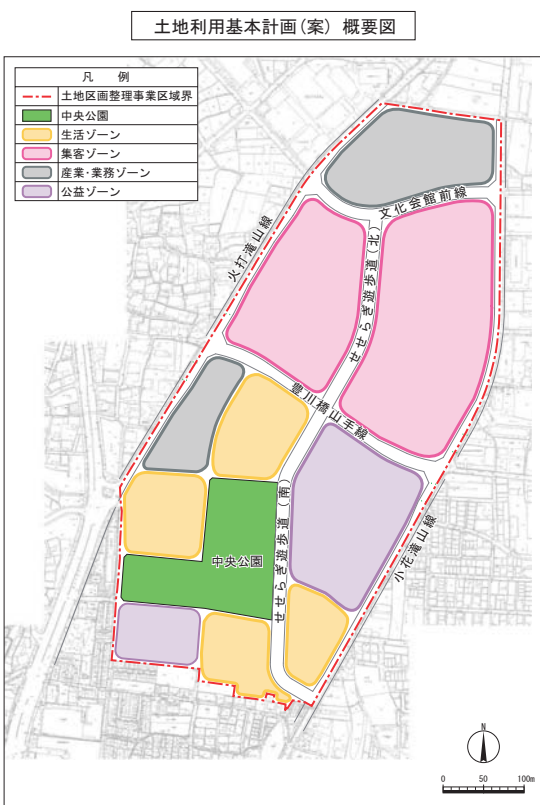 土地利用基本計画(案) 概要図
凡 例
土地区画整理事業区域界
中央公園
生活ゾーン
集客ゾーン
産業・業務ゾーン
公益ゾーン
文化会館前線
火打滝山線
せせらぎ遊歩道(北)
豊川橋山手線
せせらぎ遊歩道(南)
中央公園
小花滝山線
N
0 50 100m